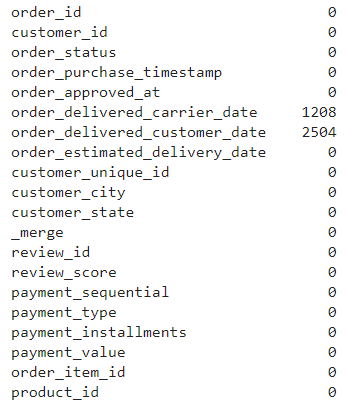 order_id 0
customer_id 0
order_status 0
order_purchase_timestamp 0
order_approved_at 0
order_delivered_carrier_date 1208
order_delivered_customer_date 2504
order_estimated_delivery_date 0
customer_unique_id 0
customer_city 0
customer_state 0
_merge 0
review_id 0
review_score 0
payment_sequential 0
payment_type 0
payment_installments 0
payment_value 0
order_item_id 0
product_id 0